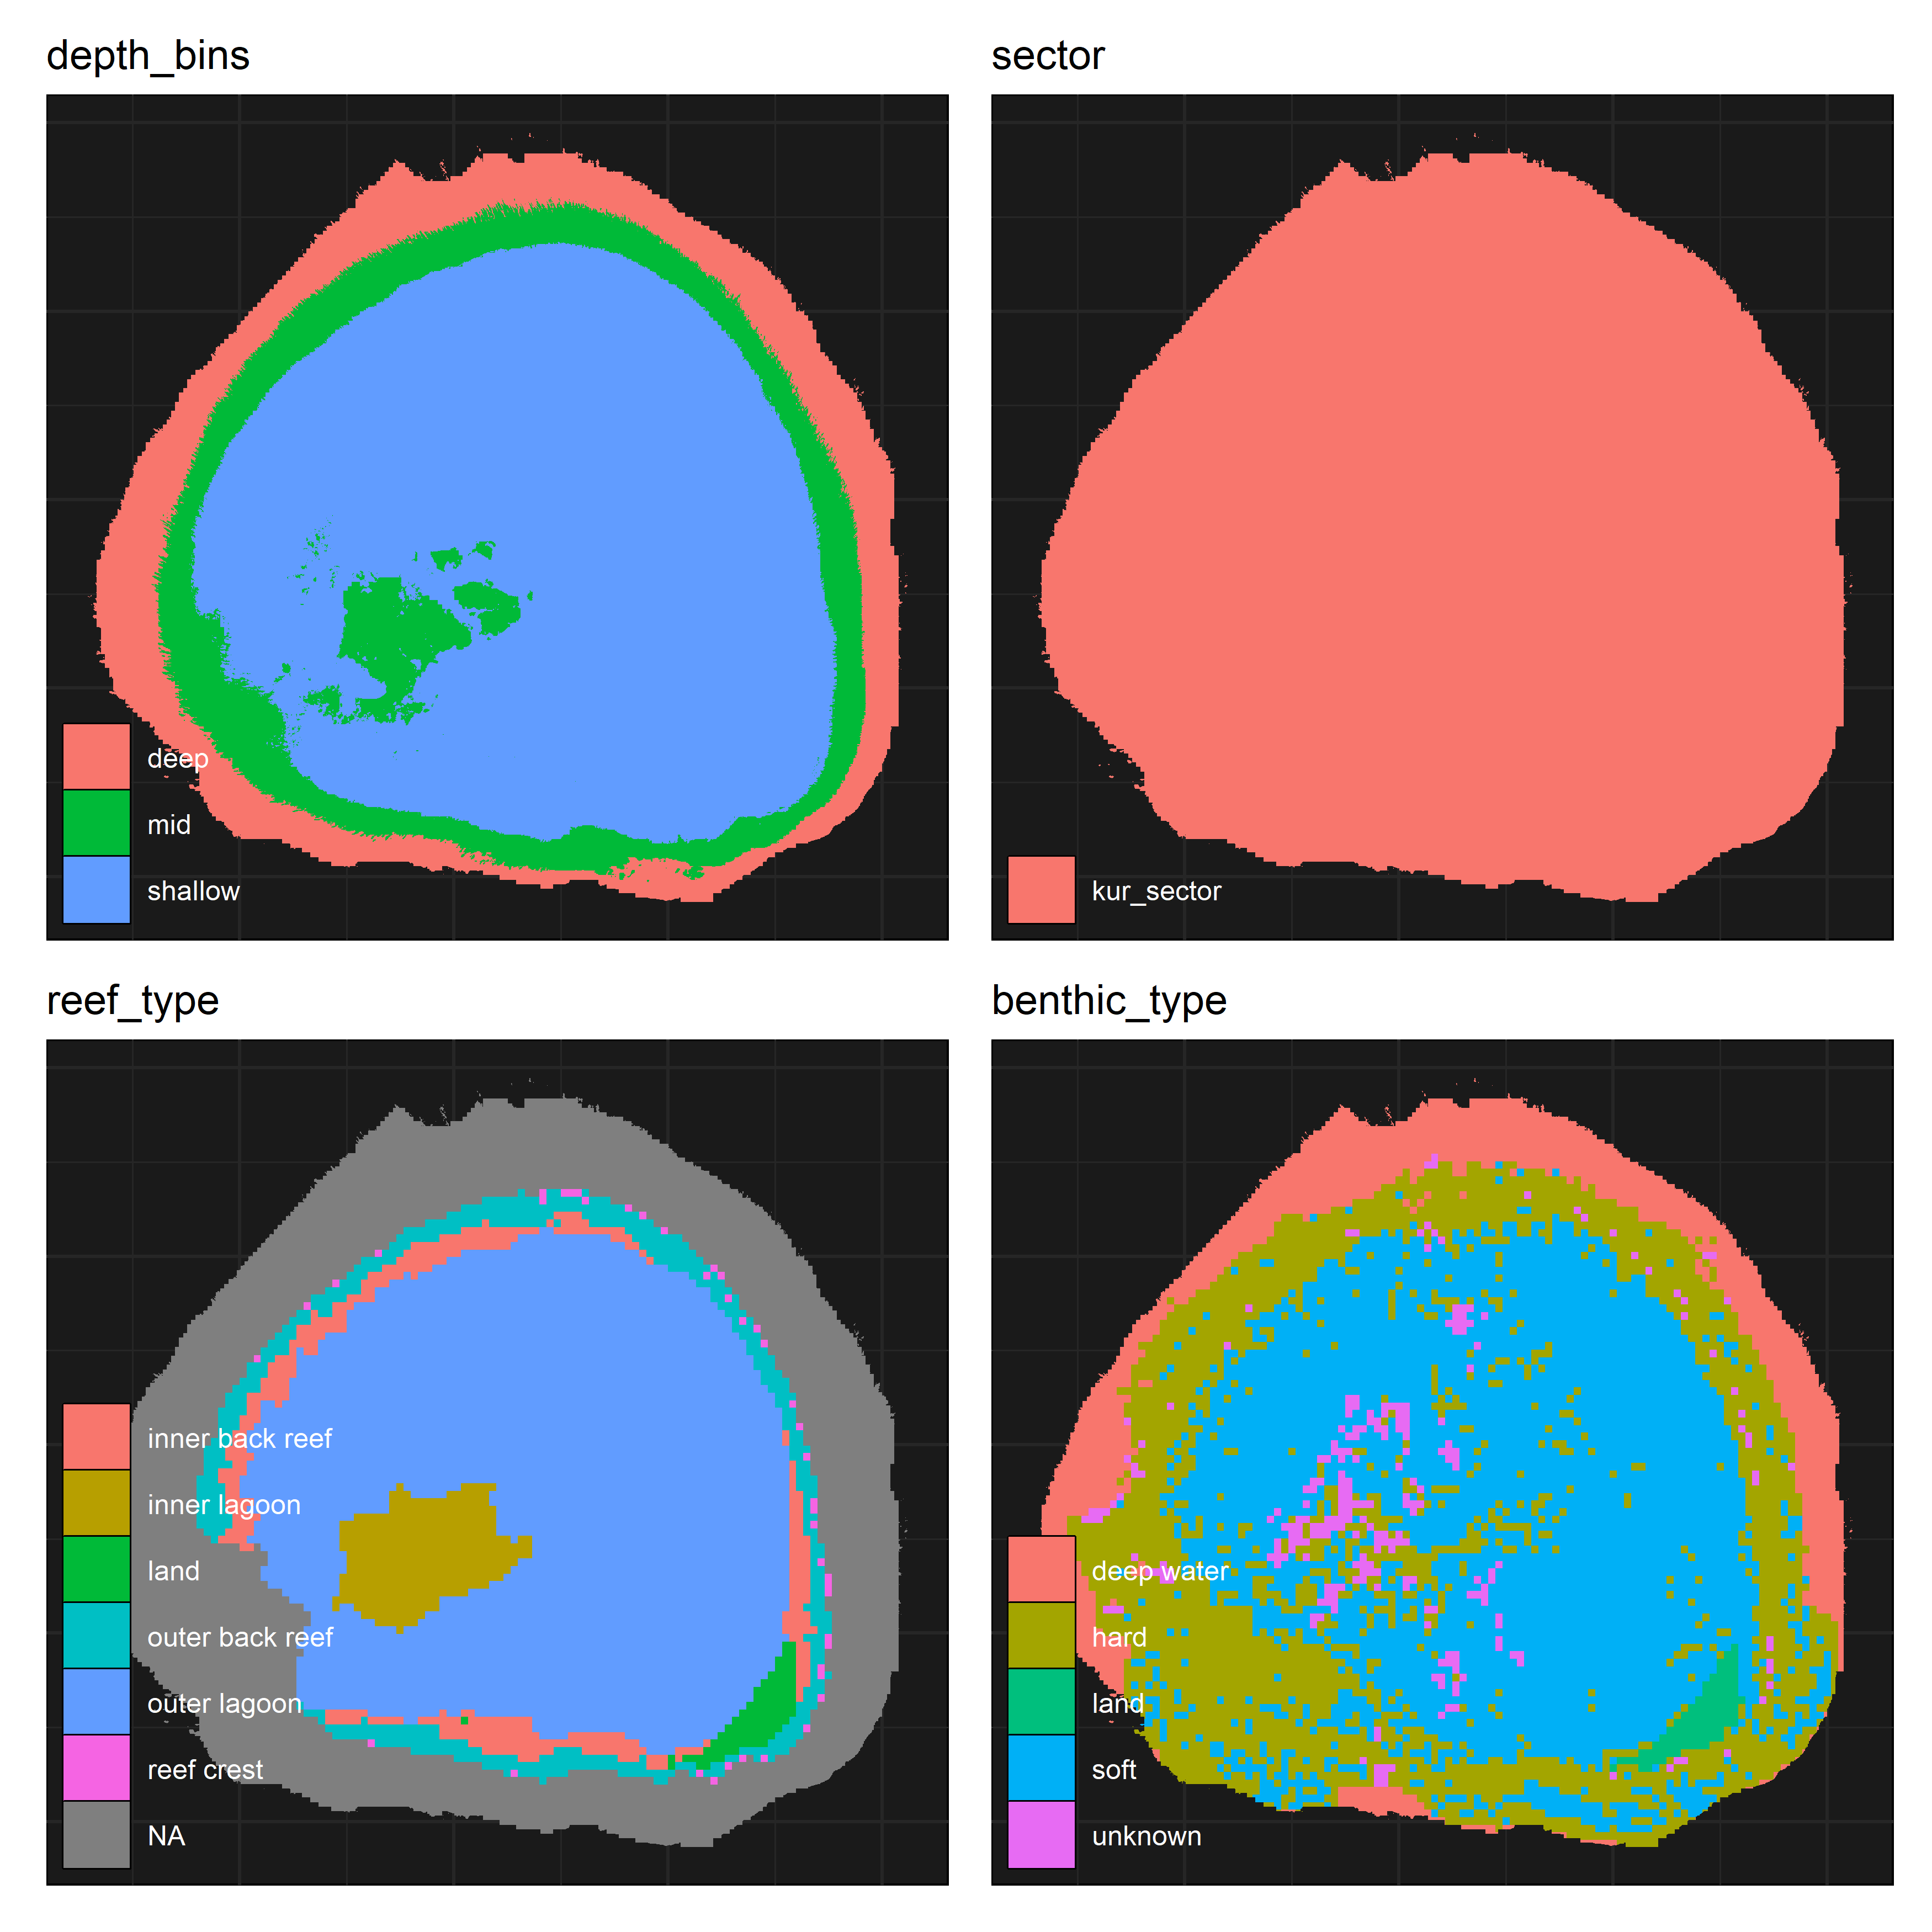 depth_bins
deep
mid
shallow
sector
kur_sector
reef_type
inner back reef
inner lagoon
land
outer back reef
outer lagoon
reef crest
NA
benthic_type
deep water
hard
land
soft
unknown